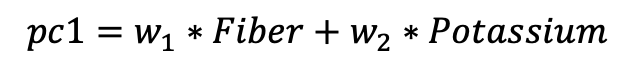 pc1 = w₁ * Fiber + w₂ * Potassium